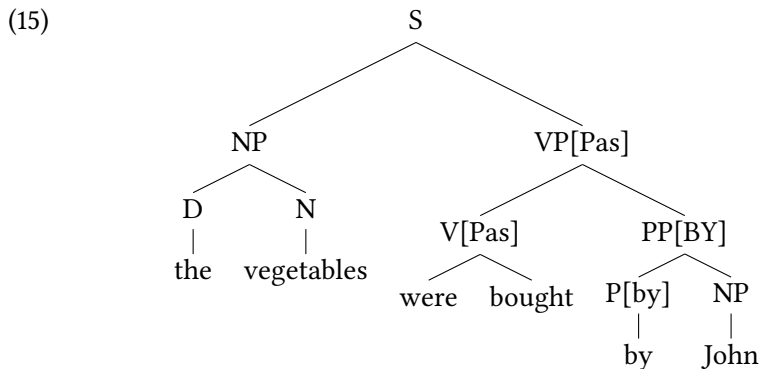 (15) S
NP VP[Pas]
D N V[Pas] PP[BY]
the vegetables were bought P[by] NP
by John